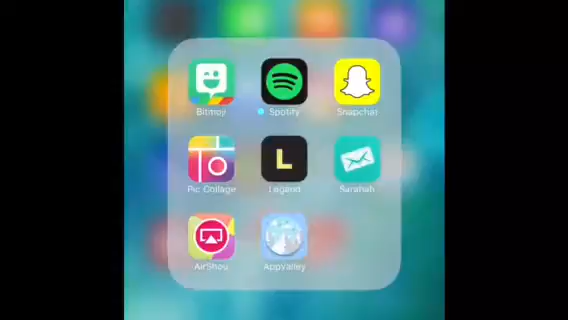 Bitmoji
Spotify
Snapchat
Pic Collage
L
Legend
Sarahah
AirShou
Appvalley